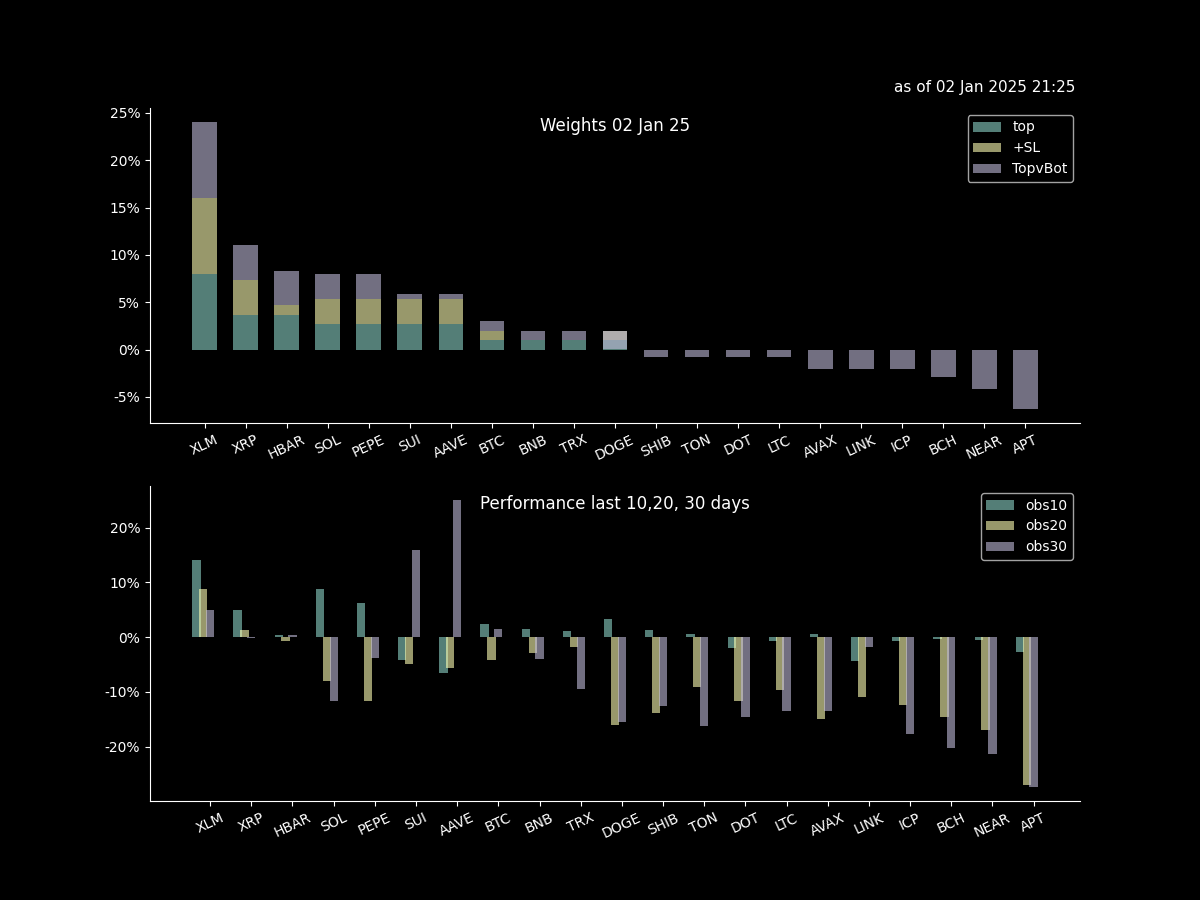 as of 02 Jan 2025 21:25
Weights 02 Jan 25
top
+SL
TopvBot
25%
20%
15%
10%
5%
0%
-5%
XLM XRP HBAR SOL PEPE SUI AAVE BTC BNB TRX DOGE SHIB TON DOT LTC AVAX LINK ICP BCH NEAR APT
Performance last 10,20, 30 days
obs10
obs20
obs30
20%
10%
0%
-10%
-20%
XLM XRP HBAR SOL PEPE SUI AAVE BTC BNB TRX DOGE SHIB TON DOT LTC AVAX LINK ICP BCH NEAR APT